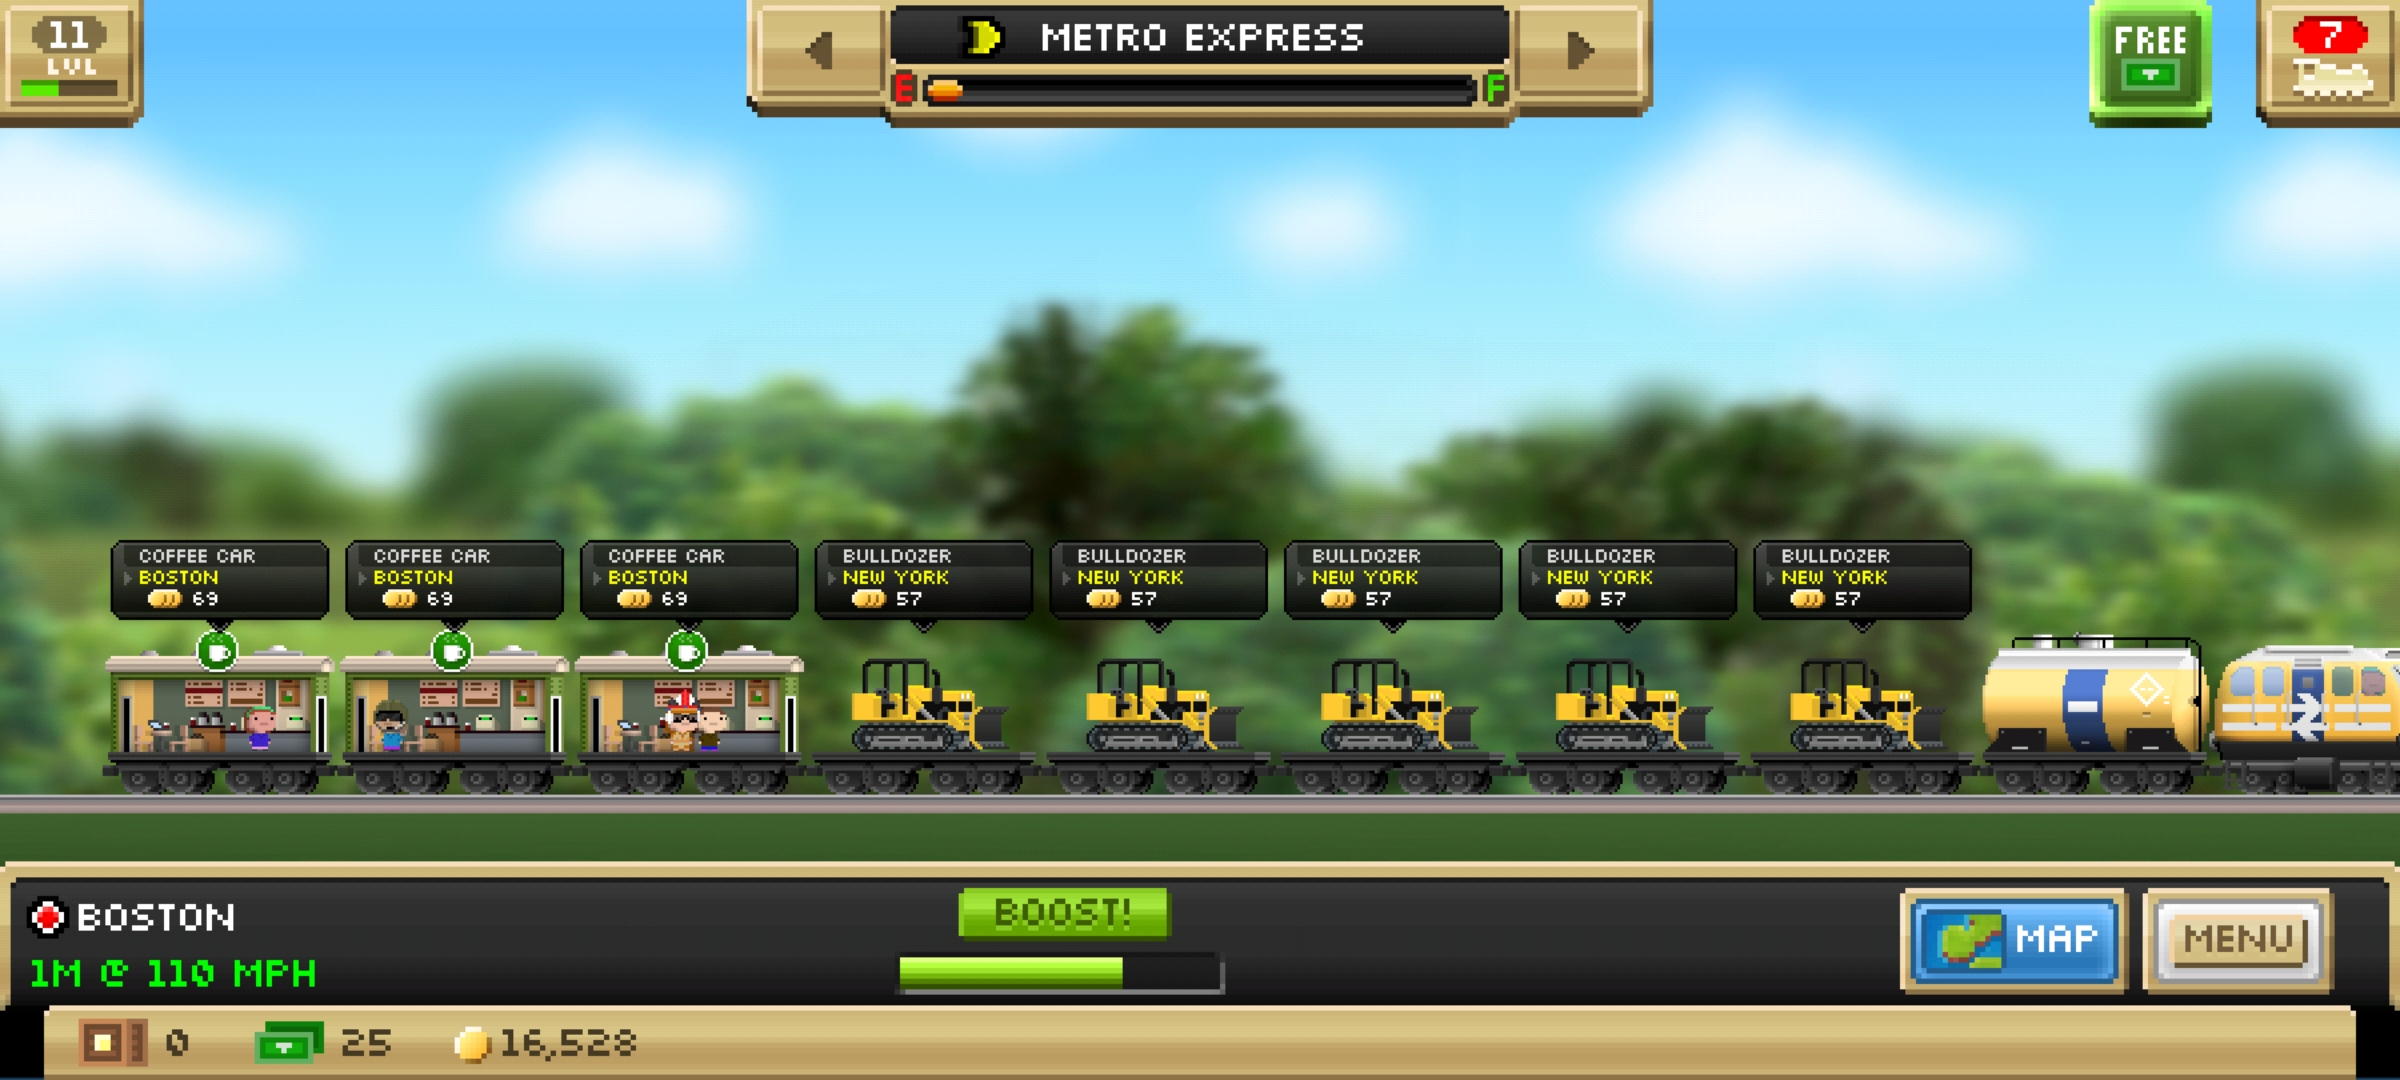 11
LVL
METRO EXPRESS
E F
FREE
7
COFFEE CAR
BOSTON
69
COFFEE CAR
BOSTON
69
COFFEE CAR
BOSTON
69
BULLDOZER
NEW YORK
57
BULLDOZER
NEW YORK
57
BULLDOZER
NEW YORK
57
BULLDOZER
NEW YORK
57
BULLDOZER
NEW YORK
57
BOSTON
1M @ 110 MPH
BOOST!
MAP
MENU
0
25
16,528